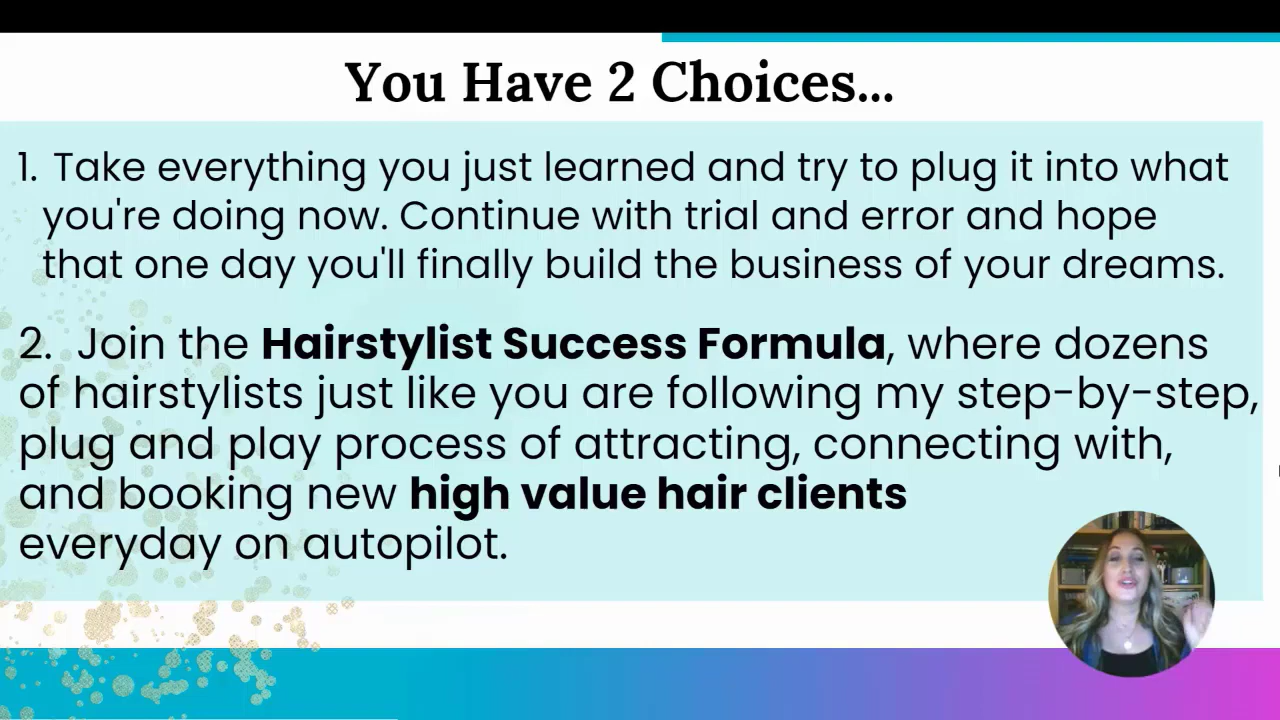 You Have 2 Choices...
1. Take everything you just learned and try to plug it into what
you're doing now. Continue with trial and error and hope
that one day you'll finally build the business of your dreams.
2. Join the Hairstylist Success Formula, where dozens
of hairstylists just like you are following my step-by-step,
plug and play process of attracting, connecting with,
and booking new high value hair clients
everyday on autopilot.